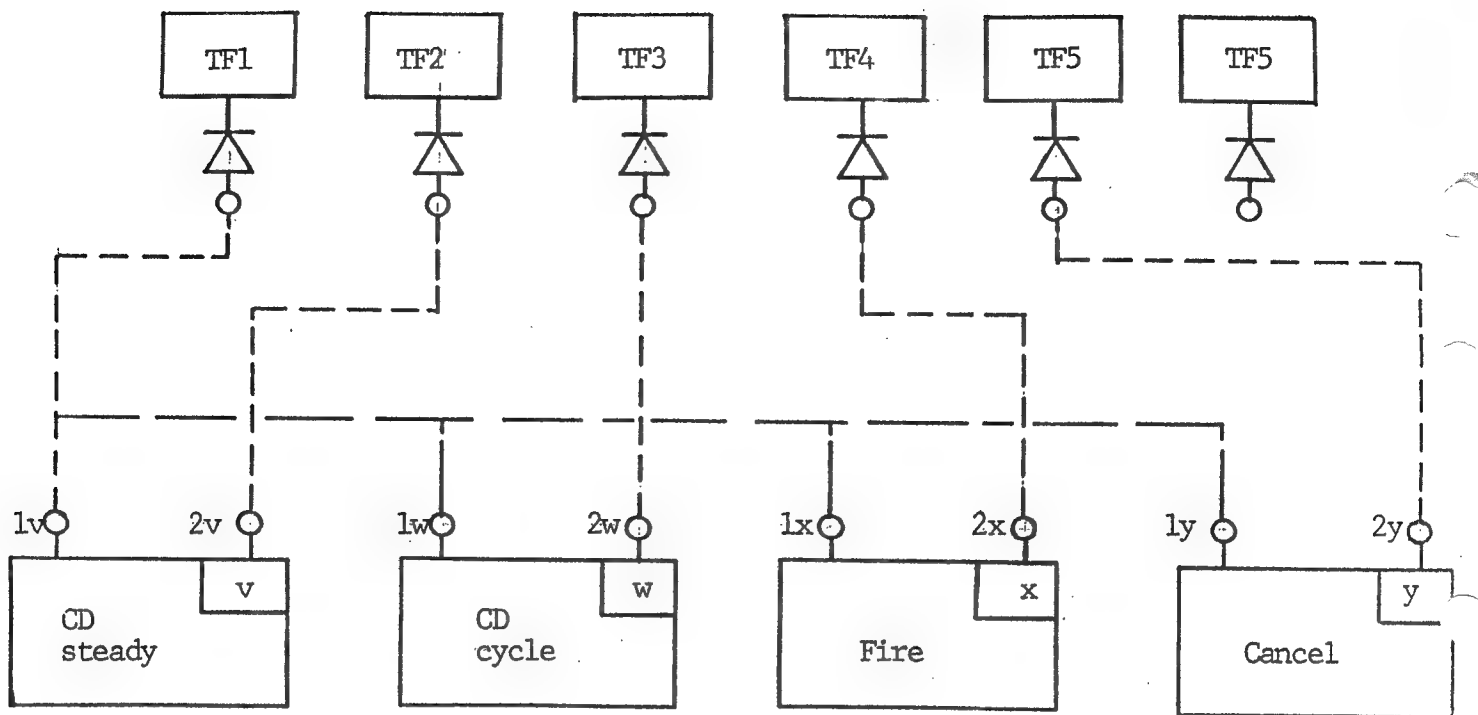 TF1 TF2 TF3 TF4 TF5 TF5
1v 2v 1w 2w 1x 2x 1y 2y
v w x y
CD
steady
CD
cycle
Fire
Cancel